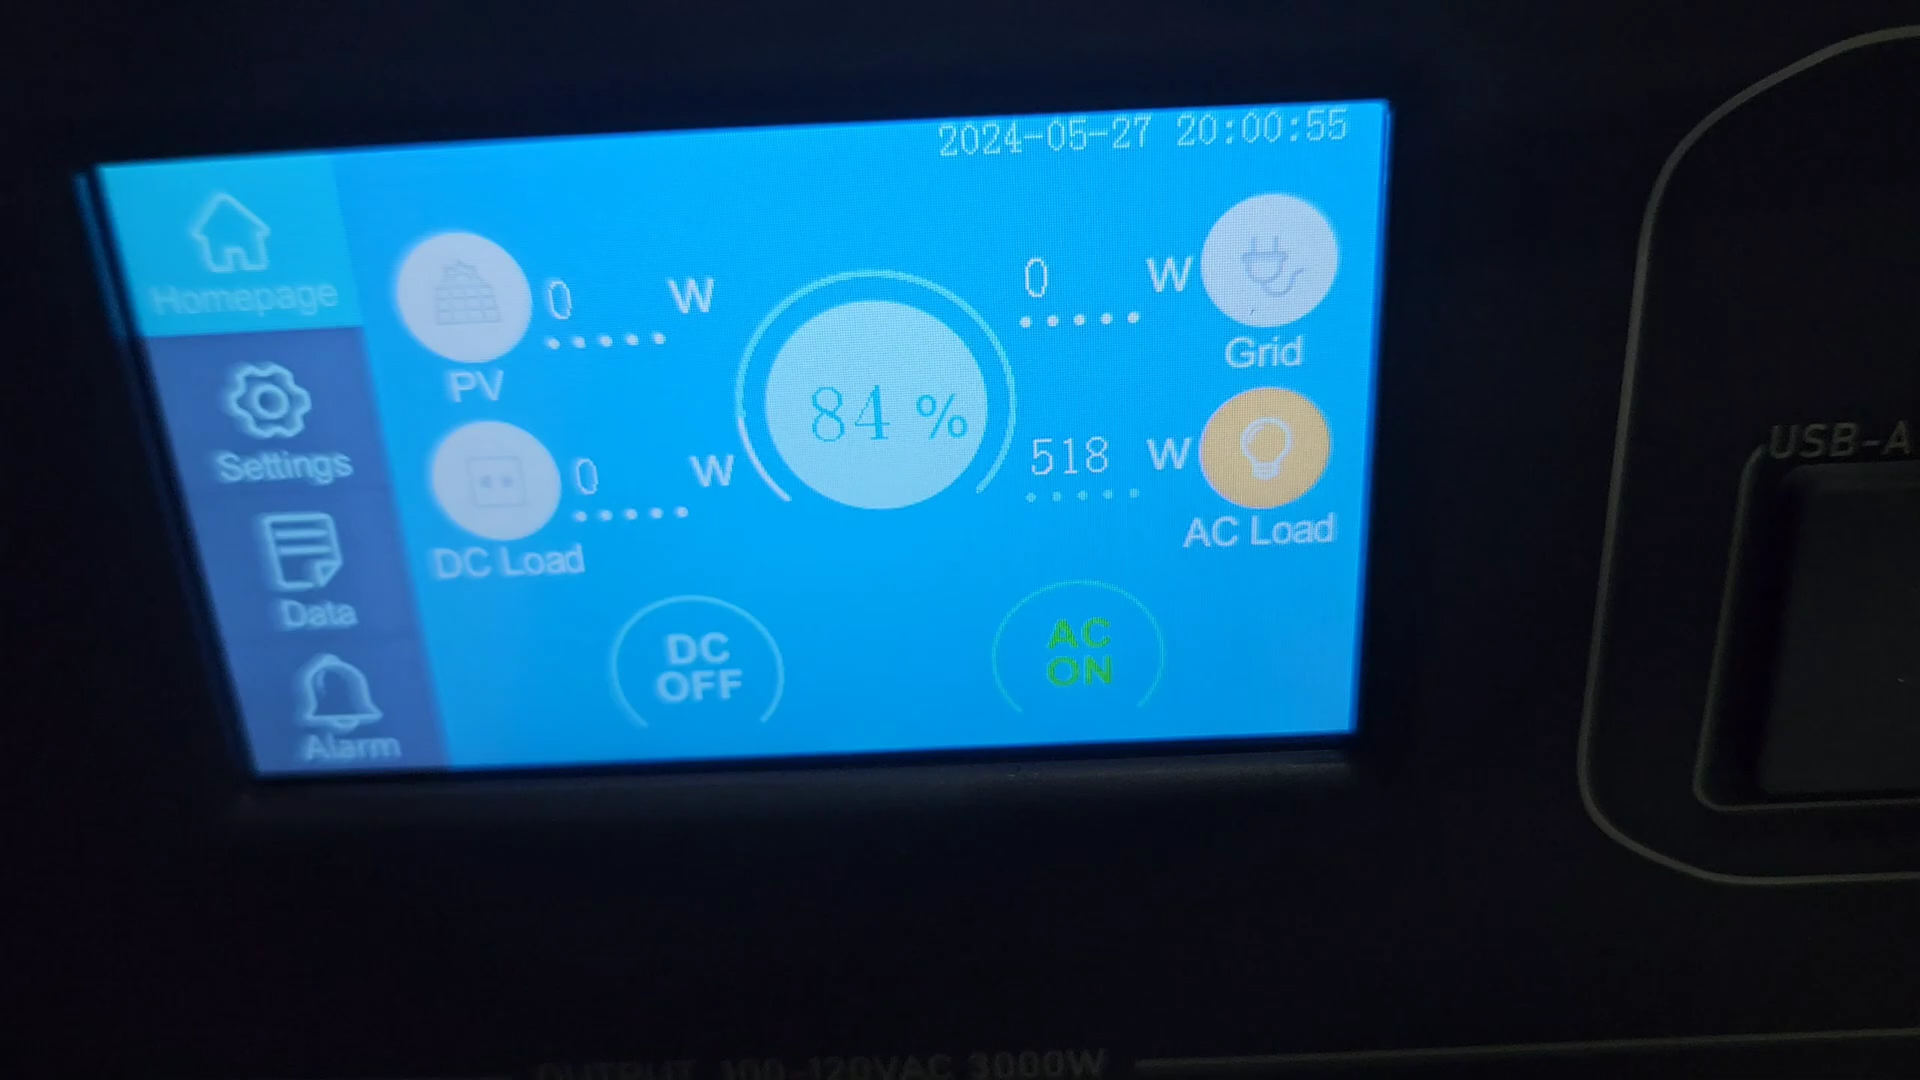 2024-05-27 20:00:55
Homepage
Settings
Data
Alarm
0 W
PV
0 W
DC Load
84 %
0 W
Grid
518 W
AC Load
DC
OFF
AC
ON
USB-A
OUTPUT 100-120VAC 3000W